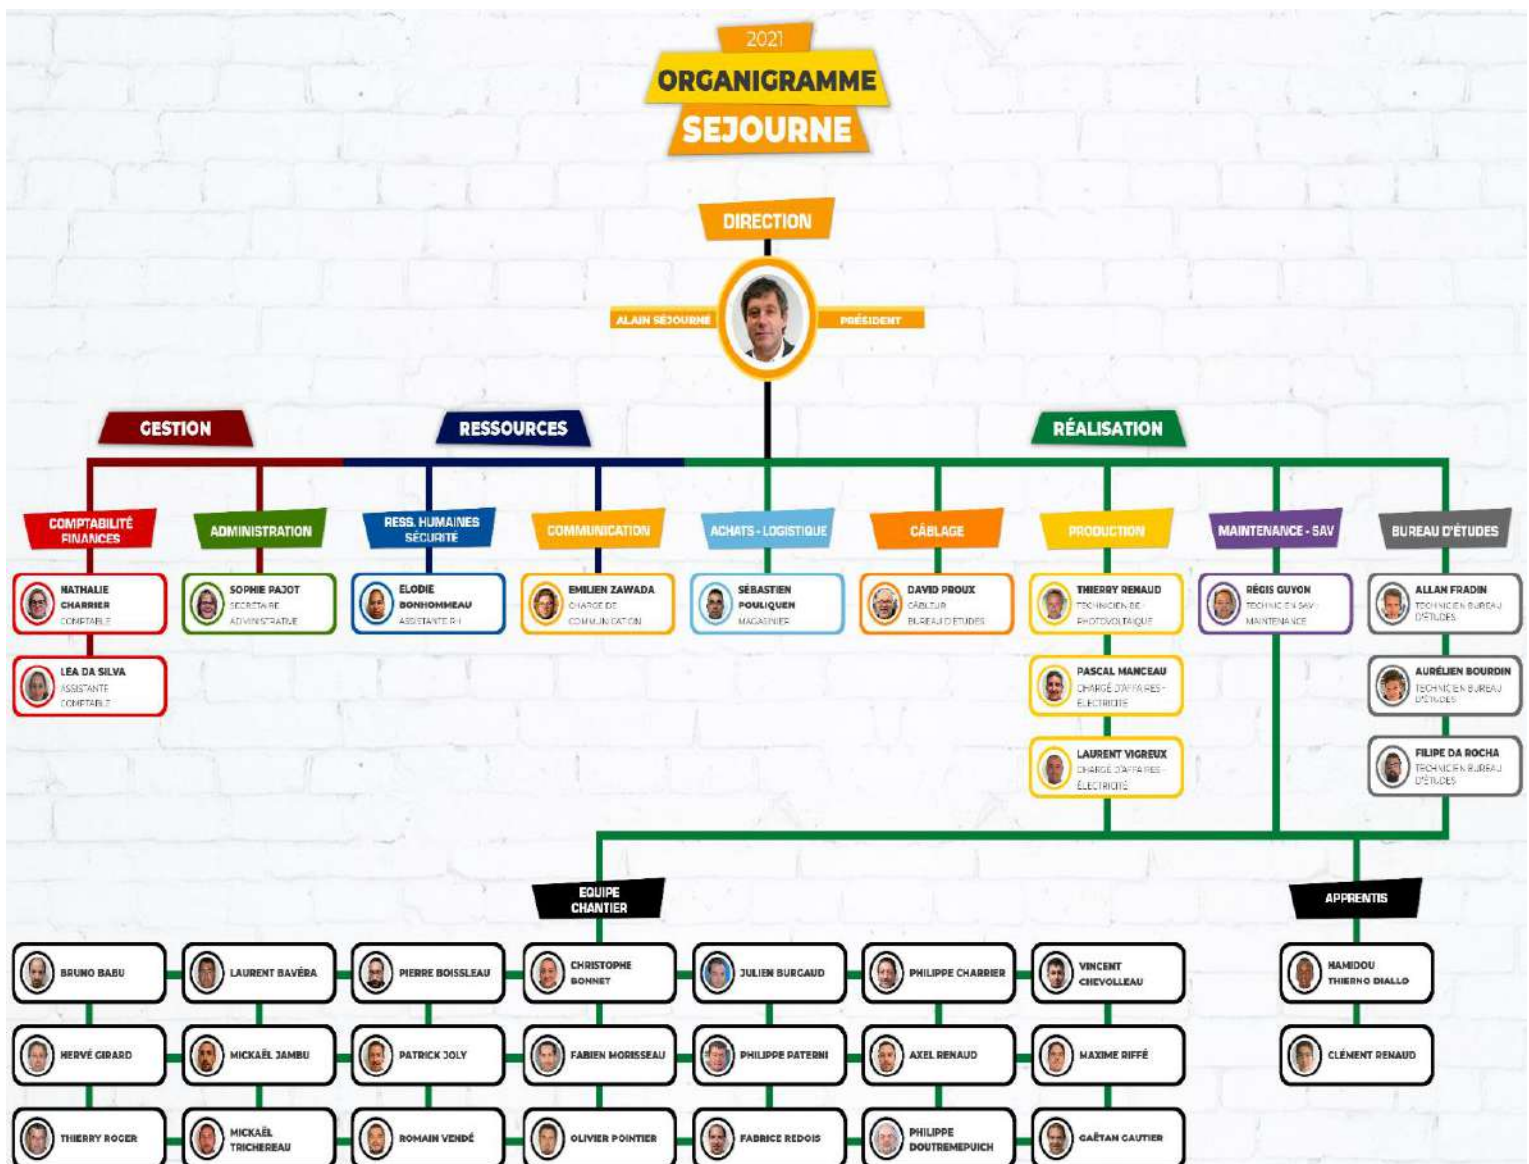 2021
ORGANIGRAMME
SEJOURNE
DIRECTION
ALAIN SÉJOURNÉ
PRÉSIDENT
GESTION
RESSOURCES
RÉALISATION
COMPTABILITÉ
FINANCES
ADMINISTRATION
RESS. HUMAINES
SÉCURITÉ
COMMUNICATION
ACHATS - LOGISTIQUE
CÂBLAGE
PRODUCTION
MAINTENANCE - SAV
BUREAU D'ÉTUDES
NATHALIE
CHARRIER
COMPTABLE
SOPHIE PAJOT
SECRÉTAIRE
ADMINISTRATIVE
ELODIE
BONHOMMEAU
ASSISTANTE RH
EMILIEN ZAWADA
CHARGÉ DE
COMMUNICATION
SÉBASTIEN
POULIQUEN
MAGASINIER
DAVID PROUX
CÂBLEUR
BUREAU D'ÉTUDES
THIERRY RENAUD
TECHNICIEN BE -
PHOTOVOLTAÏQUE
RÉGIS GUYON
TECHNICIEN SAV -
MAINTENANCE
ALLAN FRADIN
TECHNICIEN BUREAU
D'ÉTUDES
LÉA DA SILVA
ASSISTANTE
COMPTABLE
PASCAL MANCEAU
CHARGÉ D'AFFAIRES -
ÉLECTRICITÉ
AURÉLIEN BOURDIN
TECHNICIEN BUREAU
D'ÉTUDES
LAURENT VIGREUX
CHARGÉ D'AFFAIRES -
ÉLECTRICITÉ
FILIPE DA ROCHA
TECHNICIEN BUREAU
D'ÉTUDES
EQUIPE
CHANTIER
APPRENTIS
BRUNO BABU
LAURENT BAVÉRA
PIERRE BOISSLEAU
CHRISTOPHE
BONNET
JULIEN BURGAUD
PHILIPPE CHARRIER
VINCENT
CHEVOLLEAU
HAMIDOU
THIERNO DIALLO
HERVÉ GIRARD
MICKAËL JAMBU
PATRICK JOLY
FABIEN MORISSEAU
PHILIPPE PATERNI
AXEL RENAUD
MAXIME RIFFÉ
CLÉMENT RENAUD
THIERRY ROGER
MICKAËL
TRICHEREAU
ROMAIN VENDÉ
OLIVIER POINTIER
FABRICE REDOIS
PHILIPPE
DOUTREMEPUICH
GAËTAN GAUTIER